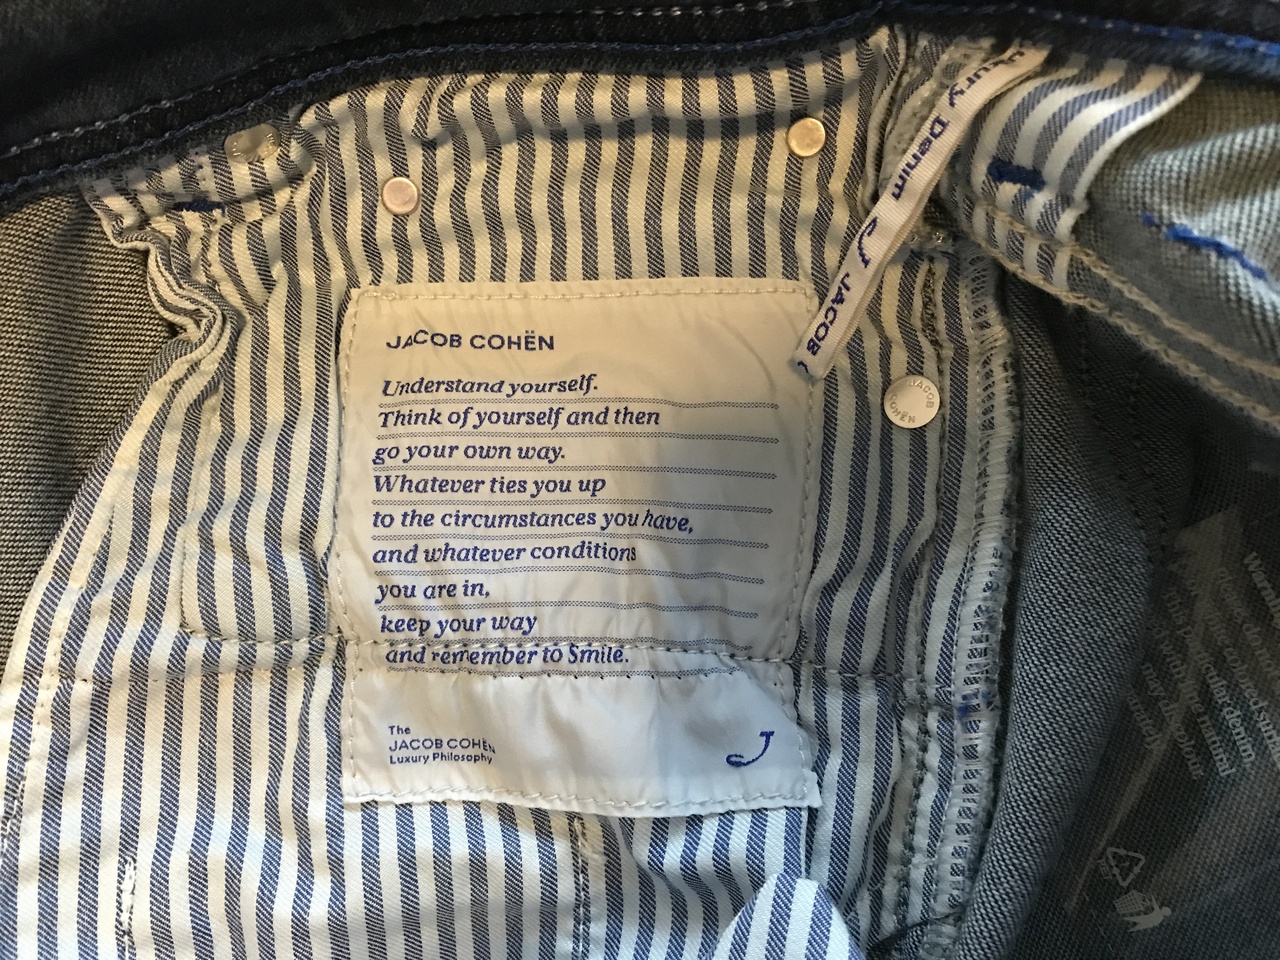 JACOB COHËN
Understand yourself.
Think of yourself and then
go your own way.
Whatever ties you up
to the circumstances you have,
and whatever conditions
you are in,
keep your way
and remember to Smile.
The
JACOB COHËN
Luxury Philosophy
J
Denim J JACOB
JACOB
COHËN
denim